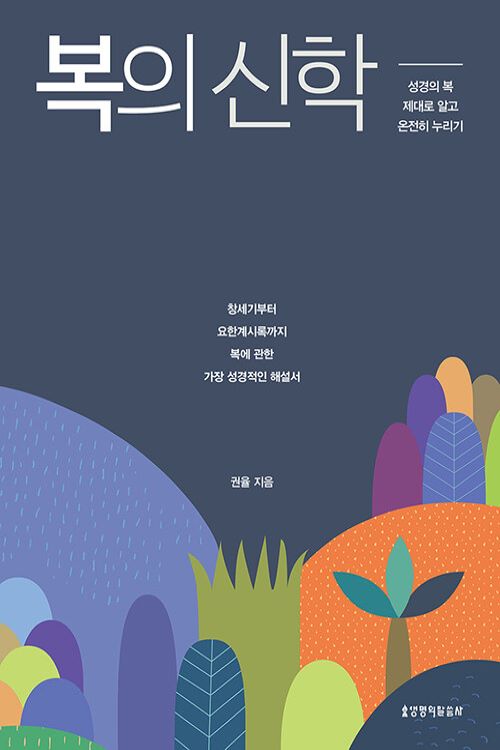 복의 신학
성경의 복
제대로 알고
온전히 누리기
창세기부터
요한계시록까지
복에 관한
가장 성경적인 해설서
권율 지음
생명의말씀사